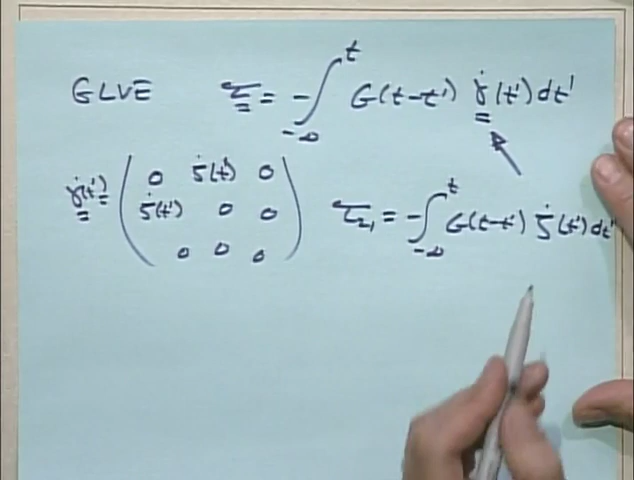 GLVE τ = - ∫_{-∞}^{t} G(t-t') γ̇(t') dt'
γ̇(t') = ( 0 ζ̇(t') 0
ζ̇(t') 0 0
0 0 0 )
τ₂₁ = - ∫_{-∞}^{t} G(t-t') ζ̇(t') dt'